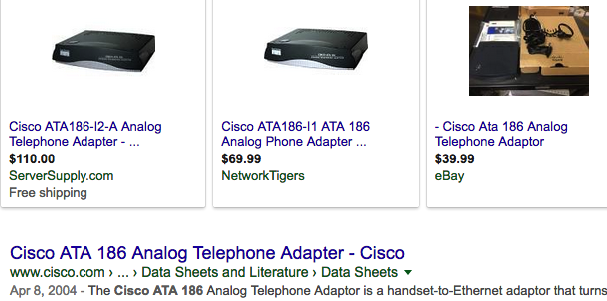 Cisco ATA186-I2-A Analog
Telephone Adapter - ...
$110.00
ServerSupply.com
Free shipping
Cisco ATA186-I1 ATA 186
Analog Phone Adapter ...
$69.99
NetworkTigers
- Cisco Ata 186 Analog
Telephone Adaptor
$39.99
eBay
Cisco ATA 186 Analog Telephone Adapter - Cisco
www.cisco.com › ... › Data Sheets and Literature › Data Sheets
Apr 8, 2004 - The Cisco ATA 186 Analog Telephone Adaptor is a handset-to-Ethernet adaptor that turns